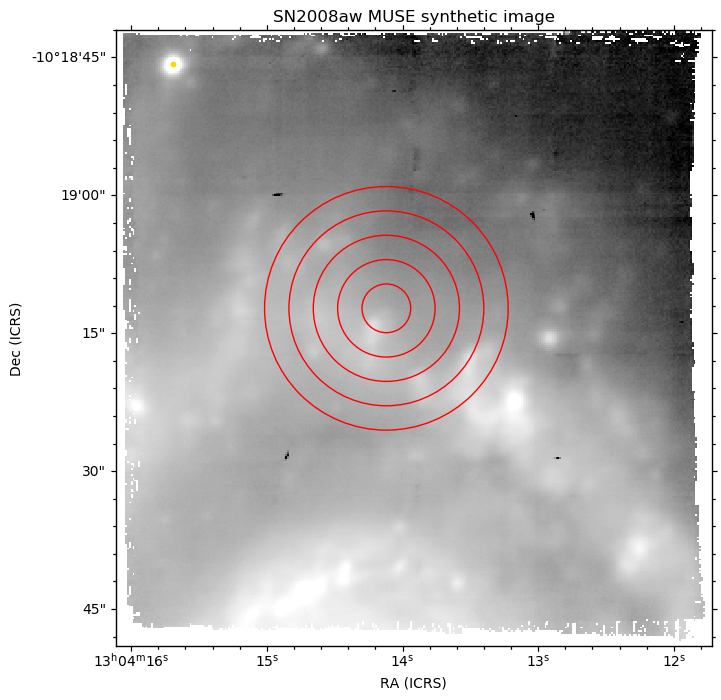 SN2008aw MUSE synthetic image
-10°18'45"
19'00"
15"
30"
45"
Dec (ICRS)
13ʰ04ᵐ16ˢ
15ˢ
14ˢ
13ˢ
12ˢ
RA (ICRS)